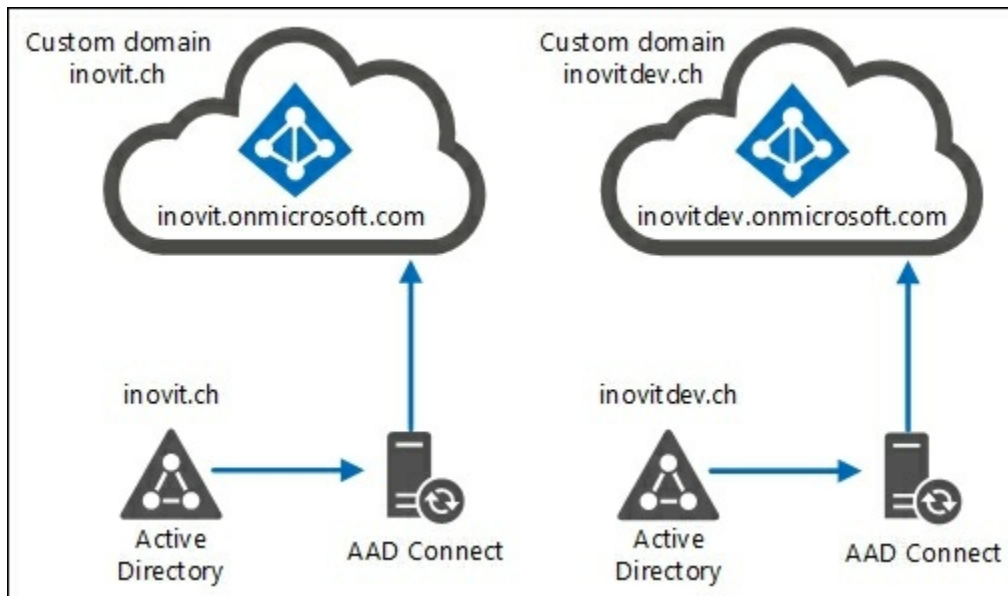 Custom domain
inovit.ch
inovit.onmicrosoft.com
inovit.ch
Active
Directory
AAD Connect
Custom domain
inovitdev.ch
inovitdev.onmicrosoft.com
inovitdev.ch
Active
Directory
AAD Connect